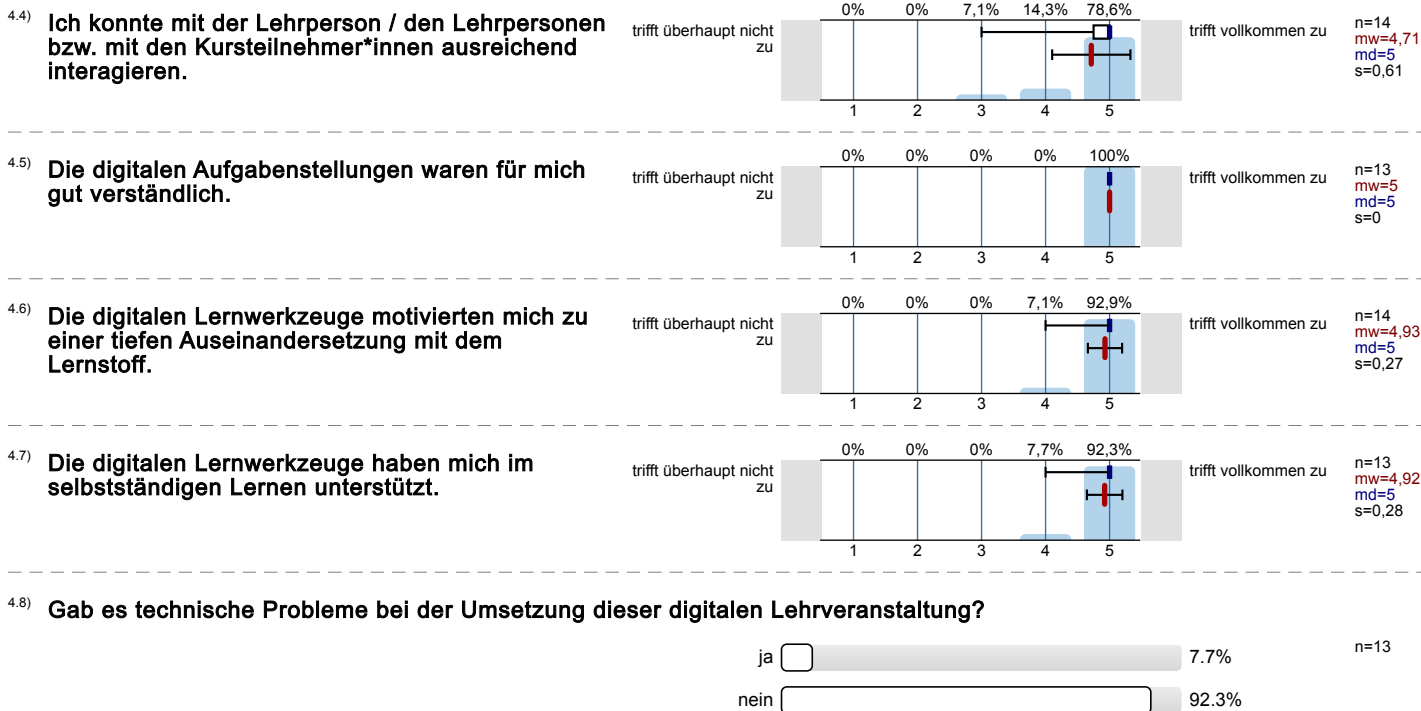 4.4) Ich konnte mit der Lehrperson / den Lehrpersonen
bzw. mit den Kursteilnehmer*innen ausreichend
interagieren.
trifft überhaupt nicht
zu
0% 0% 7,1% 14,3% 78,6%
1 2 3 4 5
trifft vollkommen zu
n=14
mw=4,71
md=5
s=0,61
4.5) Die digitalen Aufgabenstellungen waren für mich
gut verständlich.
trifft überhaupt nicht
zu
0% 0% 0% 0% 100%
1 2 3 4 5
trifft vollkommen zu
n=13
mw=5
md=5
s=0
4.6) Die digitalen Lernwerkzeuge motivierten mich zu
einer tiefen Auseinandersetzung mit dem
Lernstoff.
trifft überhaupt nicht
zu
0% 0% 0% 7,1% 92,9%
1 2 3 4 5
trifft vollkommen zu
n=14
mw=4,93
md=5
s=0,27
4.7) Die digitalen Lernwerkzeuge haben mich im
selbstständigen Lernen unterstützt.
trifft überhaupt nicht
zu
0% 0% 0% 7,7% 92,3%
1 2 3 4 5
trifft vollkommen zu
n=13
mw=4,92
md=5
s=0,28
4.8) Gab es technische Probleme bei der Umsetzung dieser digitalen Lehrveranstaltung?
ja 7.7% n=13
nein 92.3%